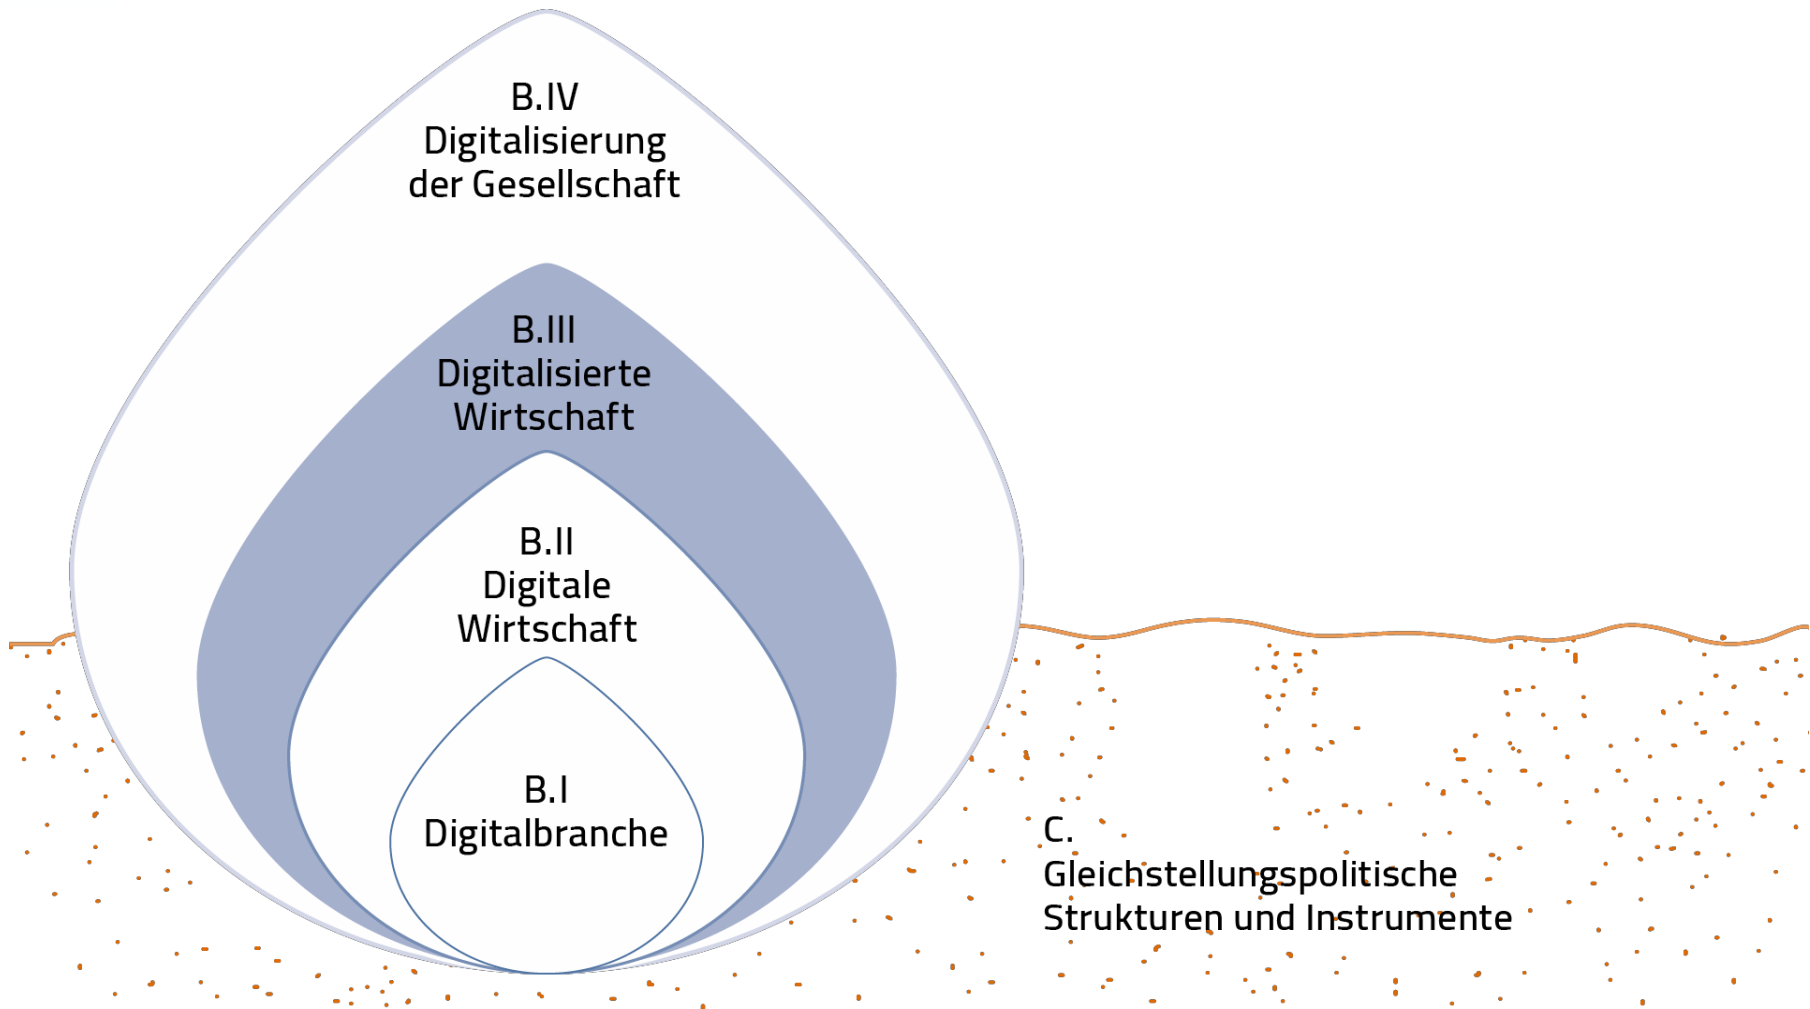 B.IV
Digitalisierung
der Gesellschaft
B.III
Digitalisierte
Wirtschaft
B.II
Digitale
Wirtschaft
B.I
Digitalbranche
C.
Gleichstellungspolitische
Strukturen und Instrumente